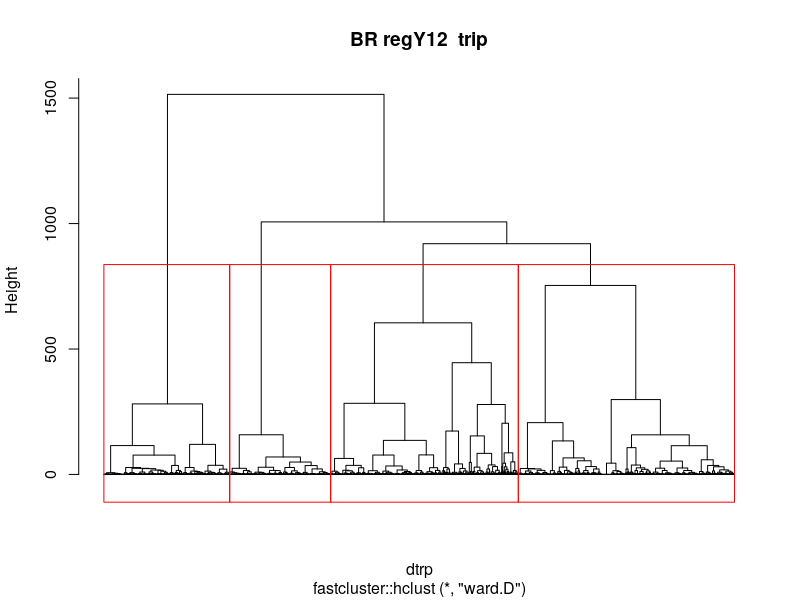 BR regY12  trip
Height
1500
1000
500
0
dtrp
fastcluster::hclust (*, "ward.D")